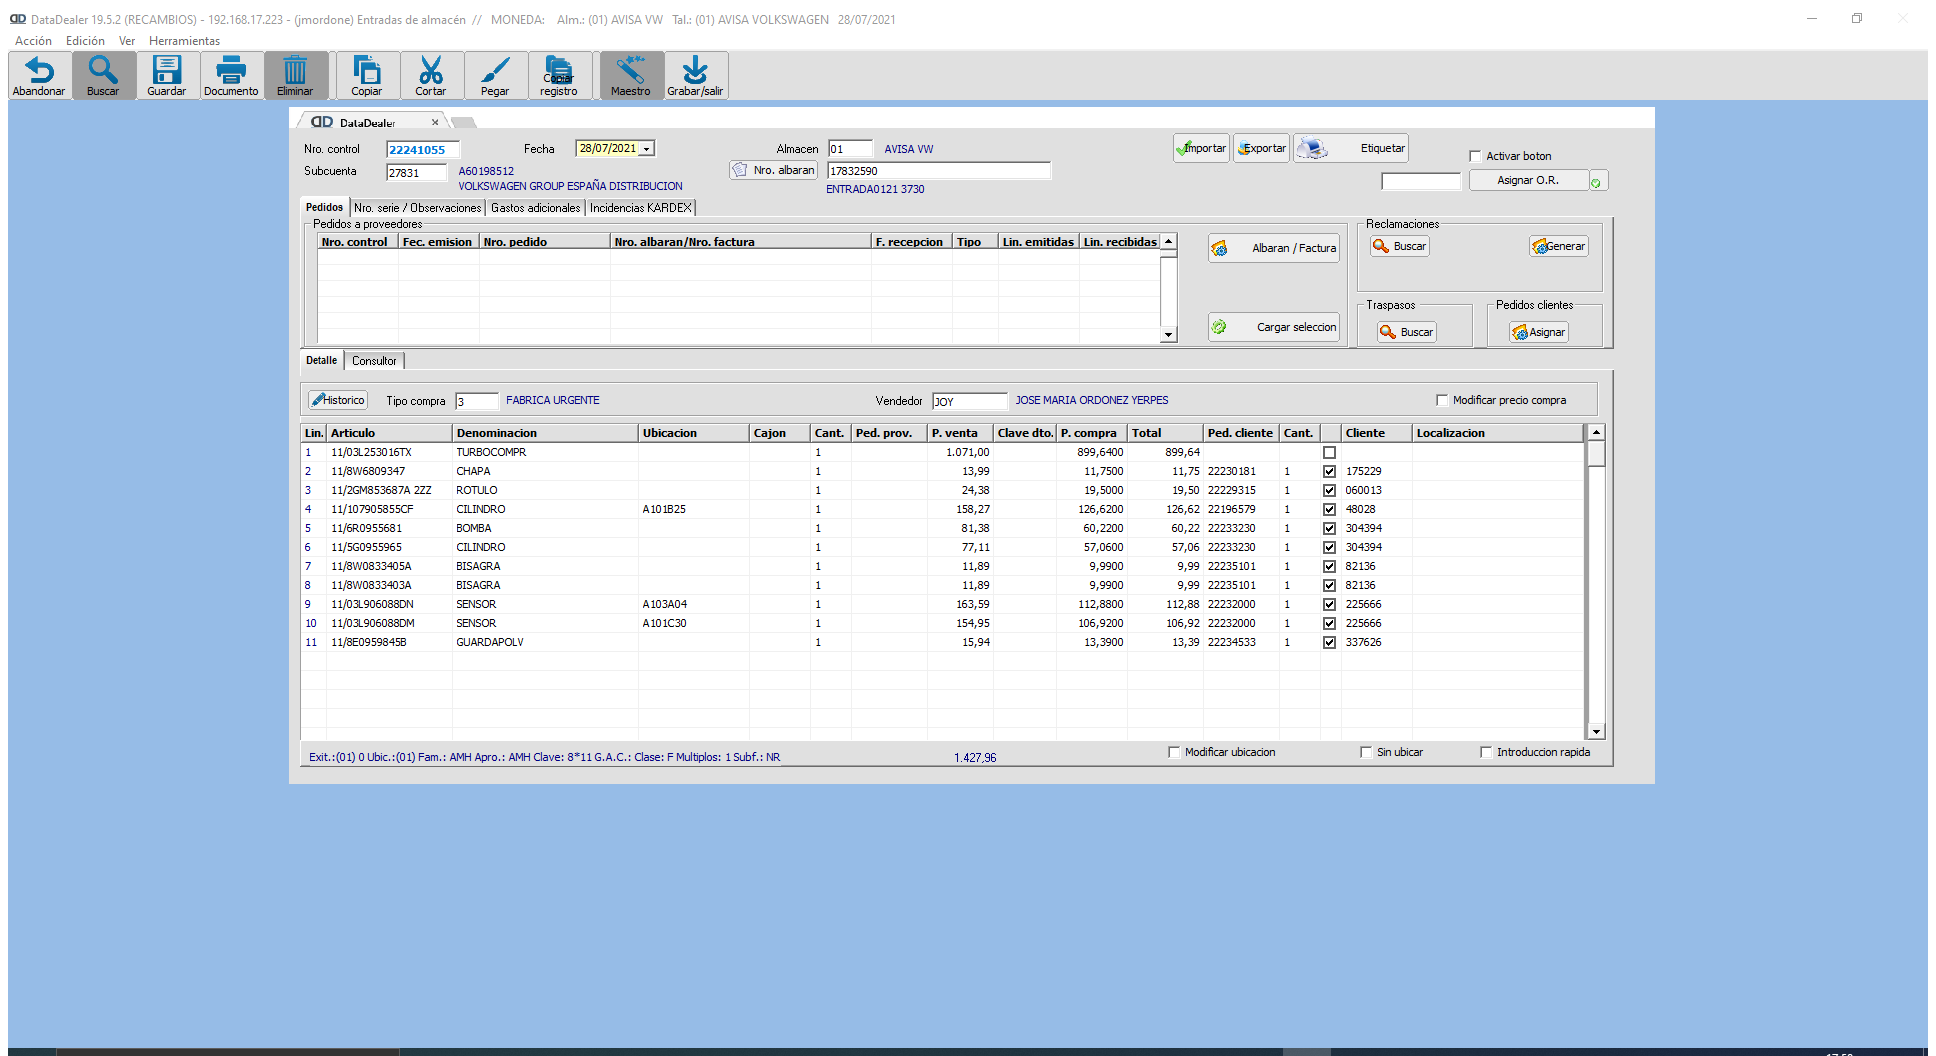 DataDealer 19.5.2 (RECAMBIOS) - 192.168.17.223 - (jmordone) Entradas de almacén // MONEDA: Alm.: (01) AVISA VW Tal.: (01) AVISA VOLKSWAGEN 28/07/2021
Acción Edición Ver Herramientas
Abandonar Buscar Guardar Documento Eliminar Copiar Cortar Pegar Copiar registro Maestro Grabar/salir
DataDealer ×
Nro. control 22241055 Fecha 28/07/2021 Almacen 01 AVISA VW Importar Exportar Etiquetar Activar boton
Subcuenta 27831 A60198512 Nro. albaran 17832590 Asignar O.R.
VOLKSWAGEN GROUP ESPAÑA DISTRIBUCION ENTRADA0121 3730
Pedidos Nro. serie / Observaciones Gastos adicionales Incidencias KARDEX
Pedidos a proveedores Reclamaciones
Nro. control Fec. emision Nro. pedido Nro. albaran/Nro. factura F. recepcion Tipo Lin. emitidas Lin. recibidas Albaran / Factura Buscar Generar
Traspasos Pedidos clientes
Cargar seleccion Buscar Asignar
Detalle Consultor
Historico Tipo compra 3 FABRICA URGENTE Vendedor JOY JOSE MARIA ORDONEZ YERPES Modificar precio compra
Lin. Articulo Denominacion Ubicacion Cajon Cant. Ped. prov. P. venta Clave dto. P. compra Total Ped. cliente Cant. Cliente Localizacion
1 11/03L253016TX TURBOCOMPR 1 1.071,00 899,6400 899,64
2 11/8W6809347 CHAPA 1 13,99 11,7500 11,75 22230181 1 175229
3 11/2GM853687A 2ZZ ROTULO 1 24,38 19,5000 19,50 22229315 1 060013
4 11/107905855CF CILINDRO A101B25 1 158,27 126,6200 126,62 22196579 1 48028
5 11/6R0955681 BOMBA 1 81,38 60,2200 60,22 22233230 1 304394
6 11/5G0955965 CILINDRO 1 77,11 57,0600 57,06 22233230 1 304394
7 11/8W0833405A BISAGRA 1 11,89 9,9900 9,99 22235101 1 82136
8 11/8W0833403A BISAGRA 1 11,89 9,9900 9,99 22235101 1 82136
9 11/03L906088DN SENSOR A103A04 1 163,59 112,8800 112,88 22232000 1 225666
10 11/03L906088DM SENSOR A101C30 1 154,95 106,9200 106,92 22232000 1 225666
11 11/8E0959845B GUARDAPOLV 1 15,94 13,3900 13,39 22234533 1 337626
Exit.:(01) 0 Ubic.:(01) Fam.: AMH Apro.: AMH Clave: 8*11 G.A.C.: Clase: F Multiplos: 1 Subf.: NR 1.427,96 Modificar ubicacion Sin ubicar Introduccion rapida